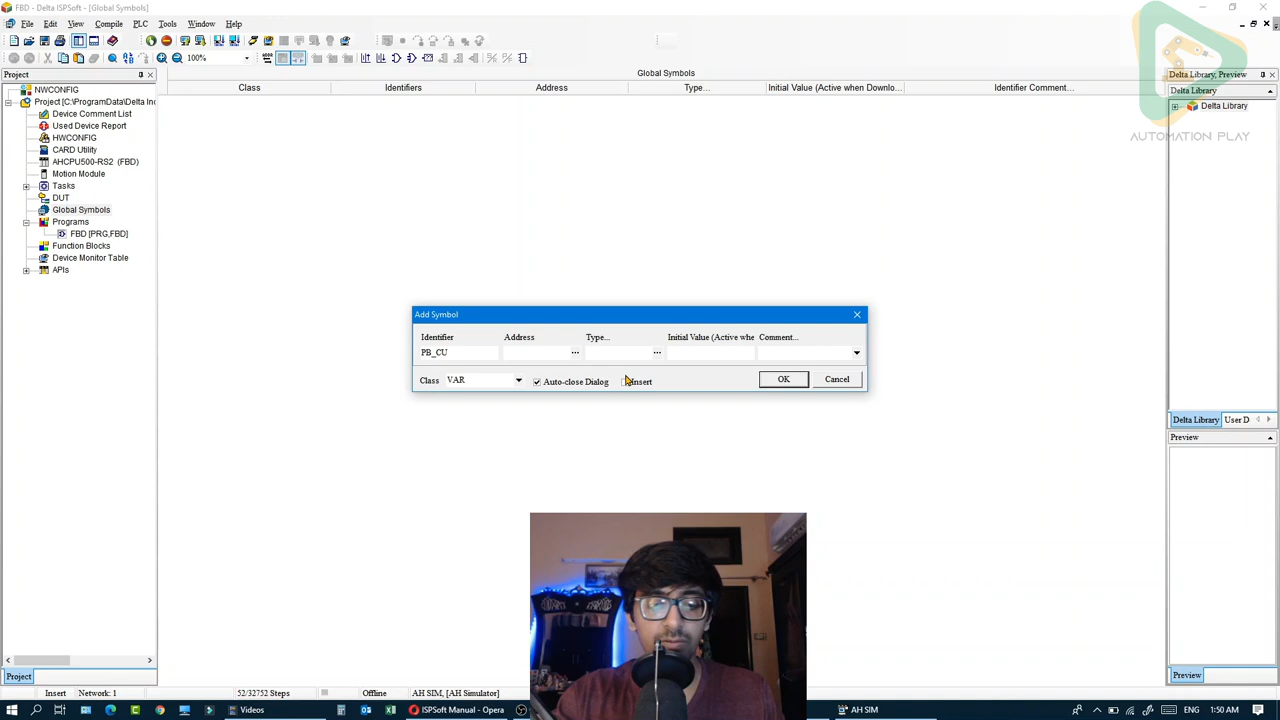 FBD - Delta ISPSoft - [Global Symbols]
File Edit View Compile PLC Tools Window Help
100%
Project
NWCONFIG
Project [C:\ProgramData\Delta Ind
Device Comment List
Used Device Report
HWCONFIG
CARD Utility
AHCPU500-RS2 (FBD)
Motion Module
Tasks
DUT
Global Symbols
Programs
FBD [PRG,FBD]
Function Blocks
Device Monitor Table
APIs
Project
Global Symbols
Class Identifiers Address Type... Initial Value (Active when Downlo... Identifier Comment...
Add Symbol
Identifier Address Type... Initial Value (Active whe Comment...
PB_CU
Class VAR Auto-close Dialog Insert OK Cancel
Delta Library, Preview
Delta Library
Delta Library
AUTOMATION PLAY
Delta Library User D
Preview
Preview
Insert Network: 1 52/32752 Steps Offline AH SIM, [AH Simulator]
Videos ISPSoft Manual - Opera AH SIM ENG 1:50 AM